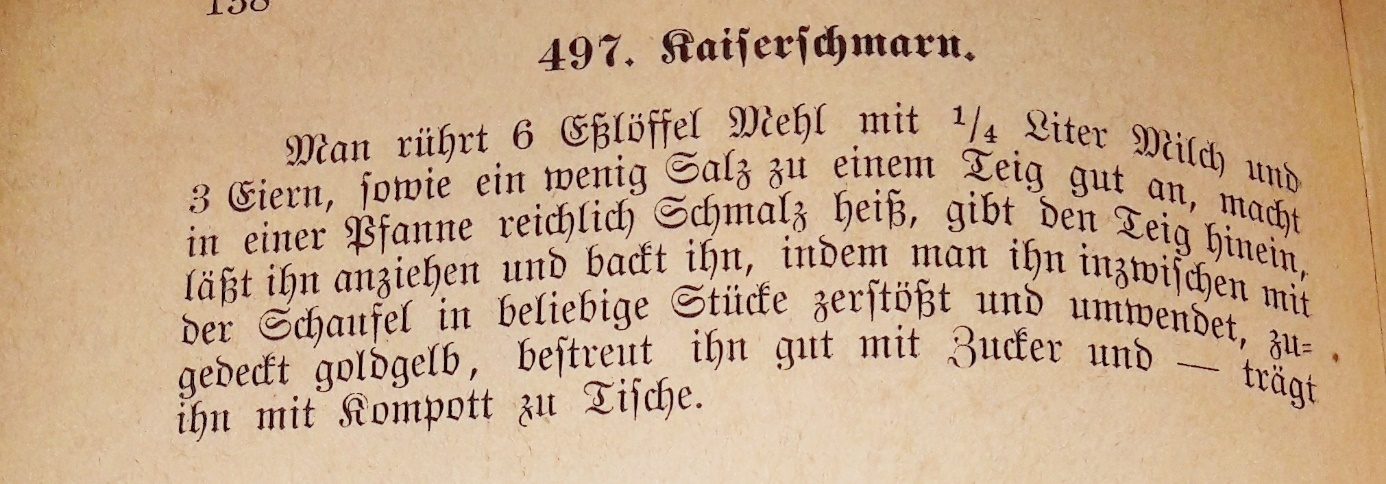 158
497. Kaiserschmarn.
Man rührt 6 Eßlöffel Mehl mit 1/4 Liter Milch und
3 Eiern, sowie ein wenig Salz zu einem Teig gut an, macht
in einer Pfanne reichlich Schmalz heiß, gibt den Teig hinein,
läßt ihn anziehen und backt ihn, indem man ihn inzwischen mit
der Schaufel in beliebige Stücke zerstößt und umwendet, zu=
gedeckt goldgelb, bestreut ihn gut mit Zucker und — trägt
ihn mit Kompott zu Tische.